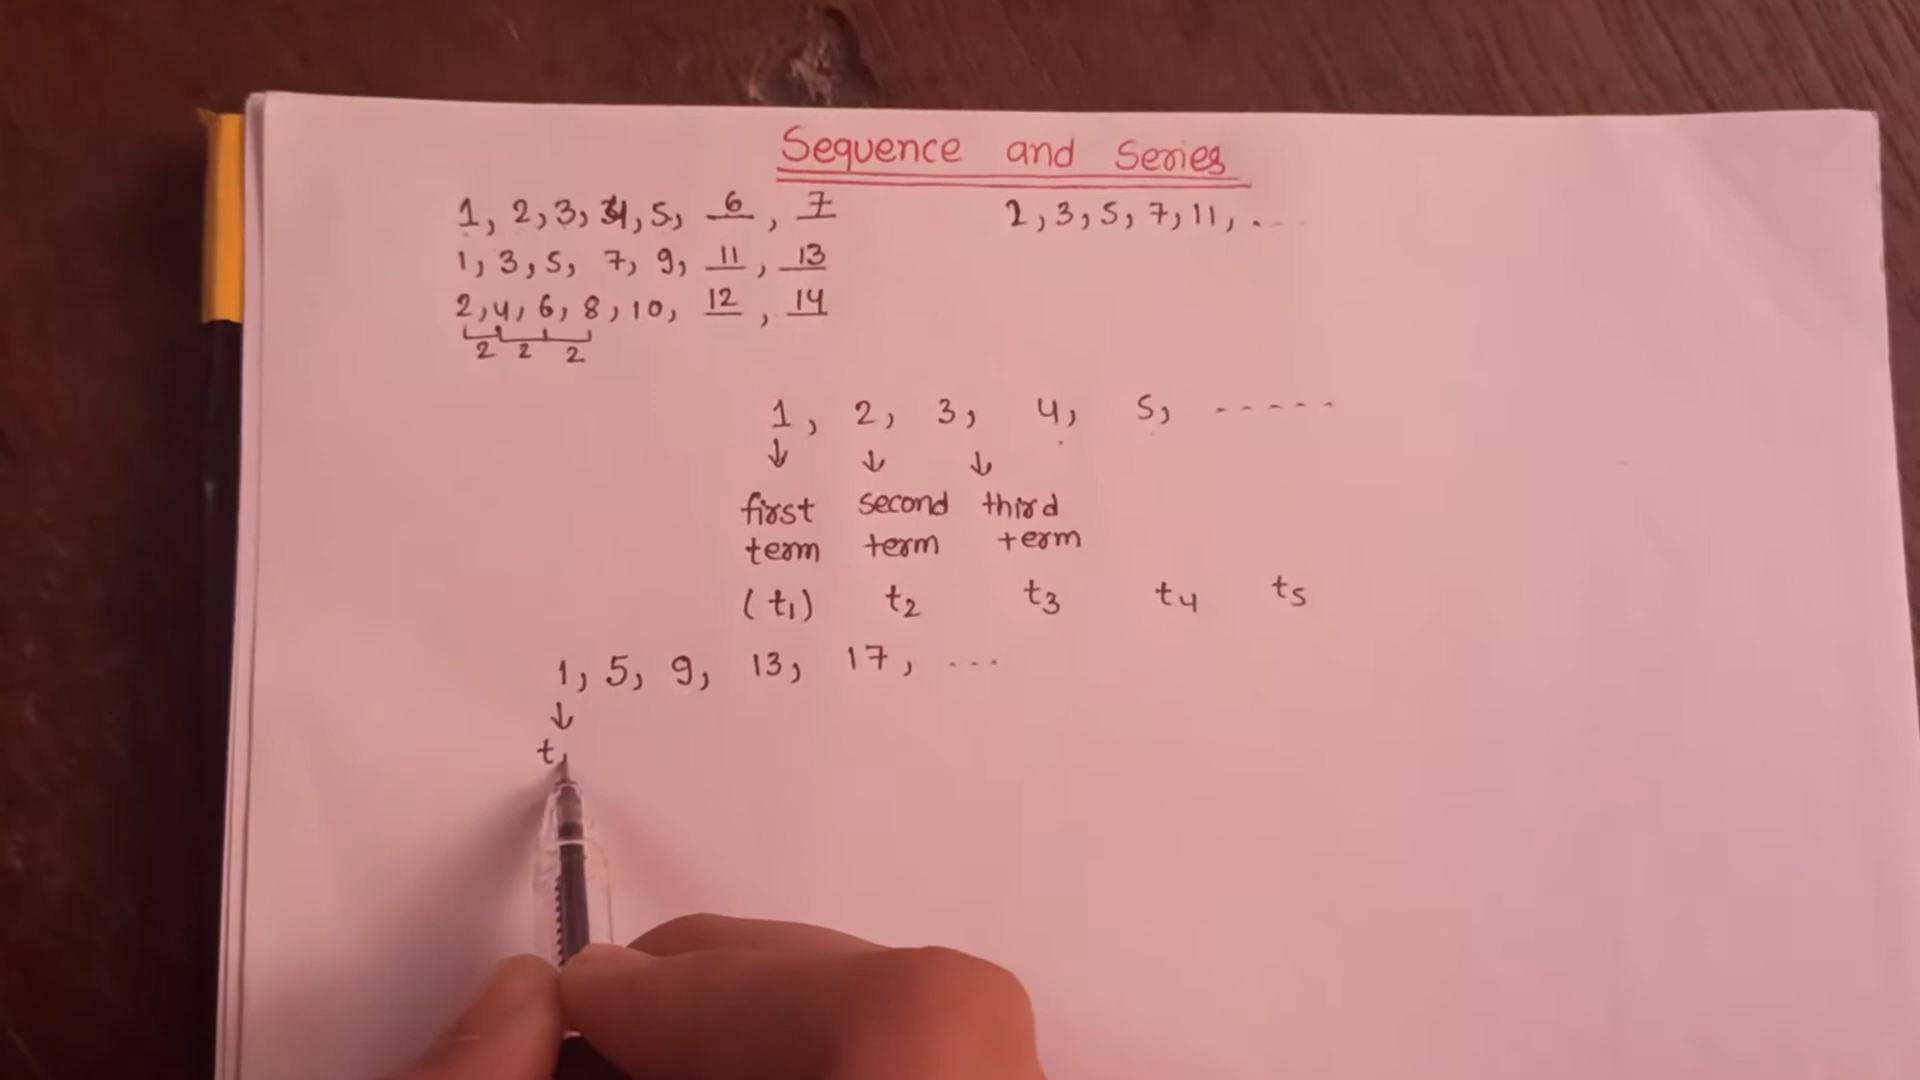 Sequence and Series
1, 2, 3, 4, 5, 6, 7
2, 3, 5, 7, 11, ....
1, 3, 5, 7, 9, 11, 13
2, 4, 6, 8, 10, 12, 14
2 2 2
1, 2, 3, 4, 5, -----
↓ ↓ ↓
first second third
term term term
(t₁) t₂ t₃ t₄ t₅
1, 5, 9, 13, 17, ...
↓
t₁